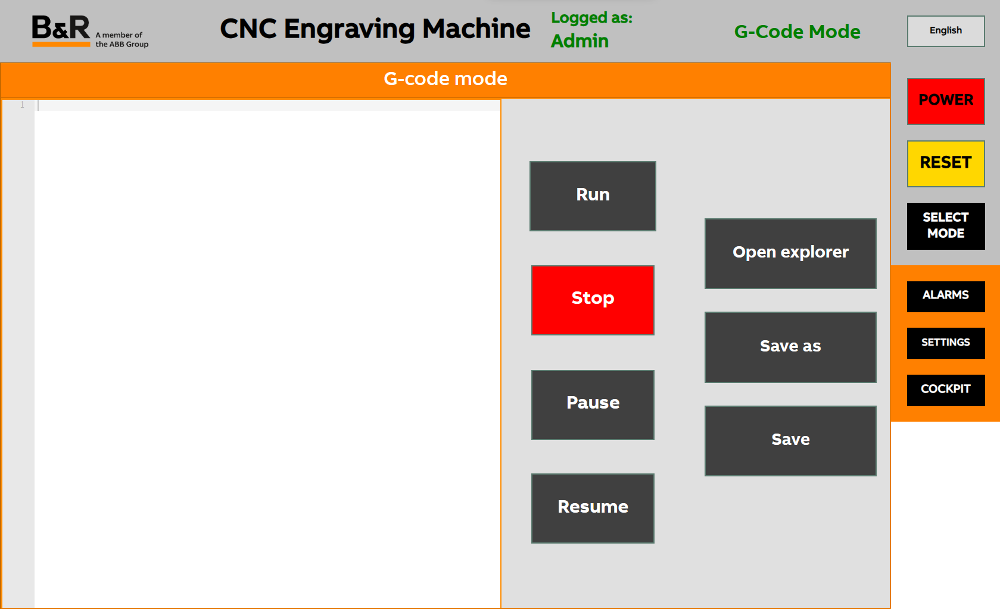 B&R A member of
the ABB Group
CNC Engraving Machine
Logged as:
Admin
G-Code Mode
English
G-code mode
1
Run
Stop
Pause
Resume
Open explorer
Save as
Save
POWER
RESET
SELECT
MODE
ALARMS
SETTINGS
COCKPIT